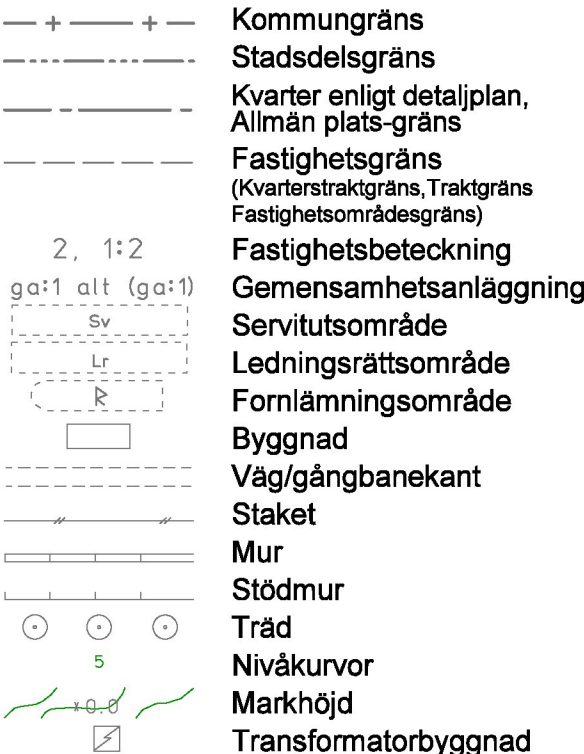 Kommungräns
Stadsdelsgräns
Kvarter enligt detaljplan,
Allmän plats-gräns
Fastighetsgräns
(Kvarterstraktgräns,Traktgräns
Fastighetsområdesgräns)
2, 1:2 Fastighetsbeteckning
ga:1 alt (ga:1) Gemensamhetsanläggning
Sv Servitutsområde
Lr Ledningsrättsområde
R Fornlämningsområde
Byggnad
Väg/gångbanekant
Staket
Mur
Stödmur
Träd
5 Nivåkurvor
x0.0 Markhöjd
Transformatorbyggnad